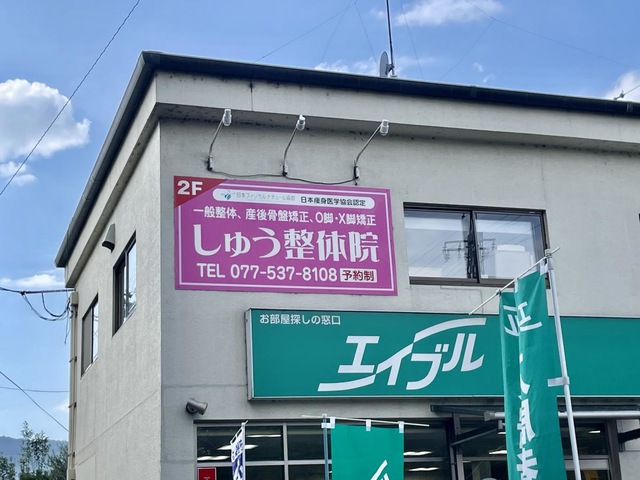 2F
日本痩身医学協会認定
一般整体、産後骨盤矯正、O脚・X脚矯正
しゅう整体院
TEL 077-537-8108 予約制
お部屋探しの窓口
エイブル